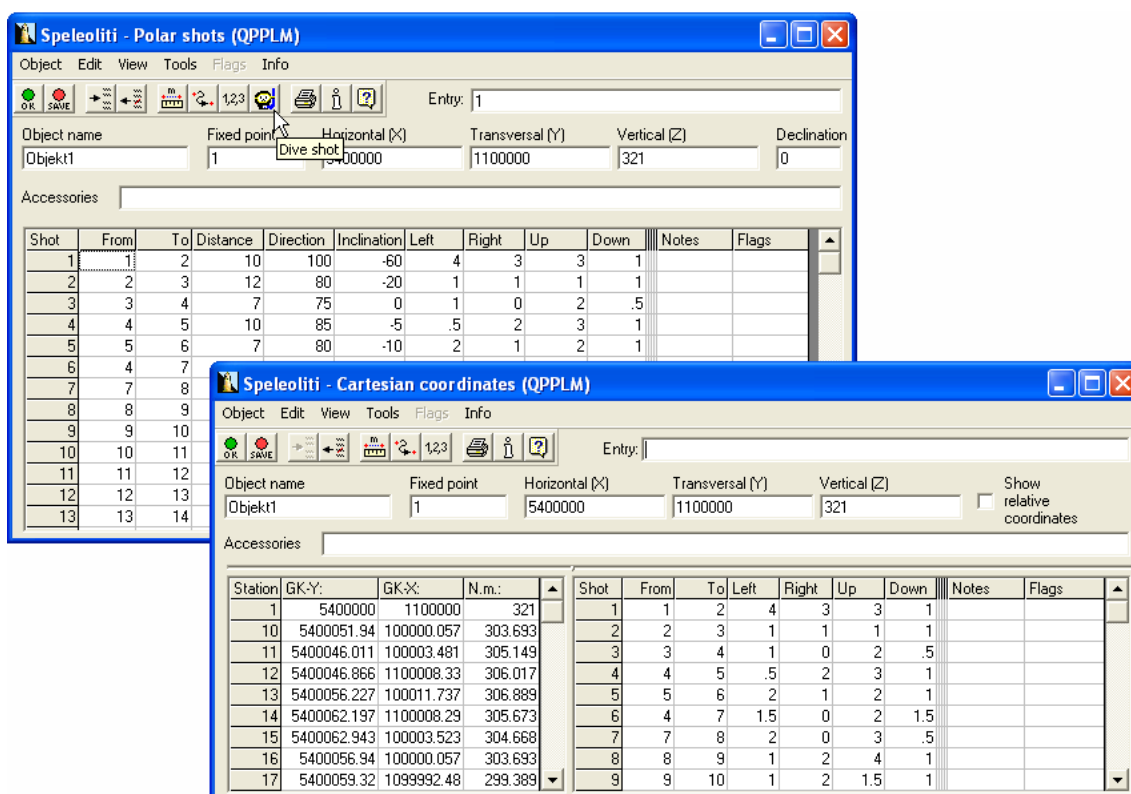 Speleoliti - Polar shots (QPPLM)
Object Edit View Tools Flags Info
OK SAVE m 1,2,3 Entry: 1
Object name Fixed point Horizontal (X) Transversal (Y) Vertical (Z) Declination
Dive shot
Objekt1 1 5400000 1100000 321 0
Accessories
Shot From To Distance Direction Inclination Left Right Up Down Notes Flags
1 1 2 10 100 -60 4 3 3 1
2 2 3 12 80 -20 1 1 1 1
3 3 4 7 75 0 1 0 2 .5
4 4 5 10 85 -5 .5 2 3 1
5 5 6 7 80 -10 2 1 2 1
6 4 7
7 7 8
8 8 9
9 9 10
10 10 11
11 11 12
12 12 13
13 13 14
Speleoliti - Cartesian coordinates (QPPLM)
Object Edit View Tools Flags Info
OK SAVE m 1,2,3 Entry:
Object name Fixed point Horizontal (X) Transversal (Y) Vertical (Z) Show relative coordinates
Objekt1 1 5400000 1100000 321
Accessories
Station GK-Y: GK-X: N.m.: Shot From To Left Right Up Down Notes Flags
1 5400000 1100000 321 1 1 2 4 3 3 1
10 5400051.94 100000.057 303.693 2 2 3 1 1 1 1
11 5400046.011 100003.481 305.149 3 3 4 1 0 2 .5
12 5400046.866 1100008.33 306.017 4 4 5 .5 2 3 1
13 5400056.227 100011.737 306.889 5 5 6 2 1 2 1
14 5400062.197 1100008.29 305.673 6 4 7 1.5 0 2 1.5
15 5400062.943 100003.523 304.668 7 7 8 2 0 3 .5
16 5400056.94 100000.057 303.693 8 8 9 1 2 4 1
17 5400059.32 1099992.48 299.389 9 9 10 1 2 1.5 1